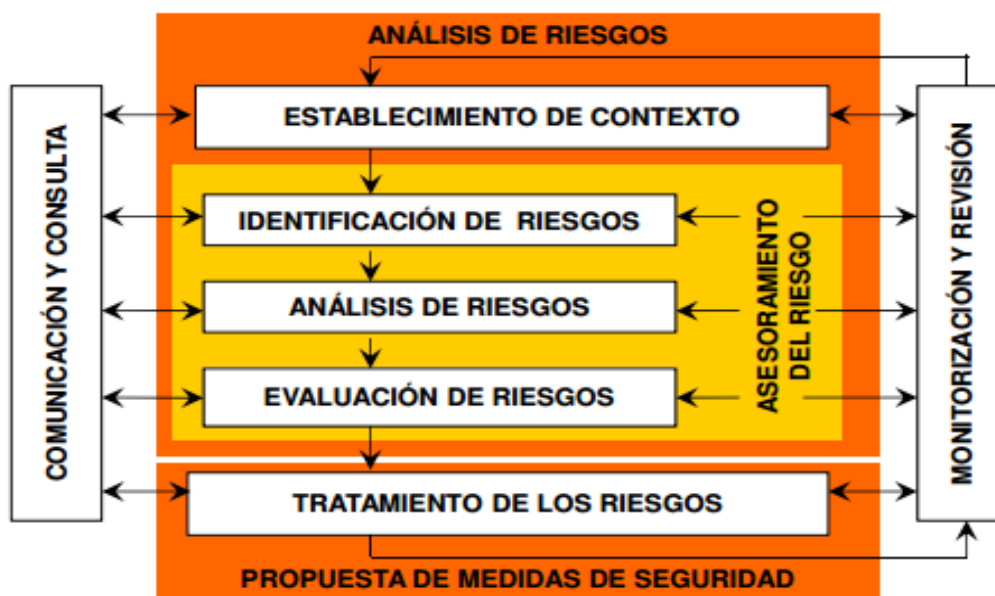 ANÁLISIS DE RIESGOS
COMUNICACIÓN Y CONSULTA
ESTABLECIMIENTO DE CONTEXTO
IDENTIFICACIÓN DE RIESGOS
ANÁLISIS DE RIESGOS
EVALUACIÓN DE RIESGOS
ASESORAMIENTO
DEL RIESGO
MONITORIZACIÓN Y REVISIÓN
TRATAMIENTO DE LOS RIESGOS
PROPUESTA DE MEDIDAS DE SEGURIDAD